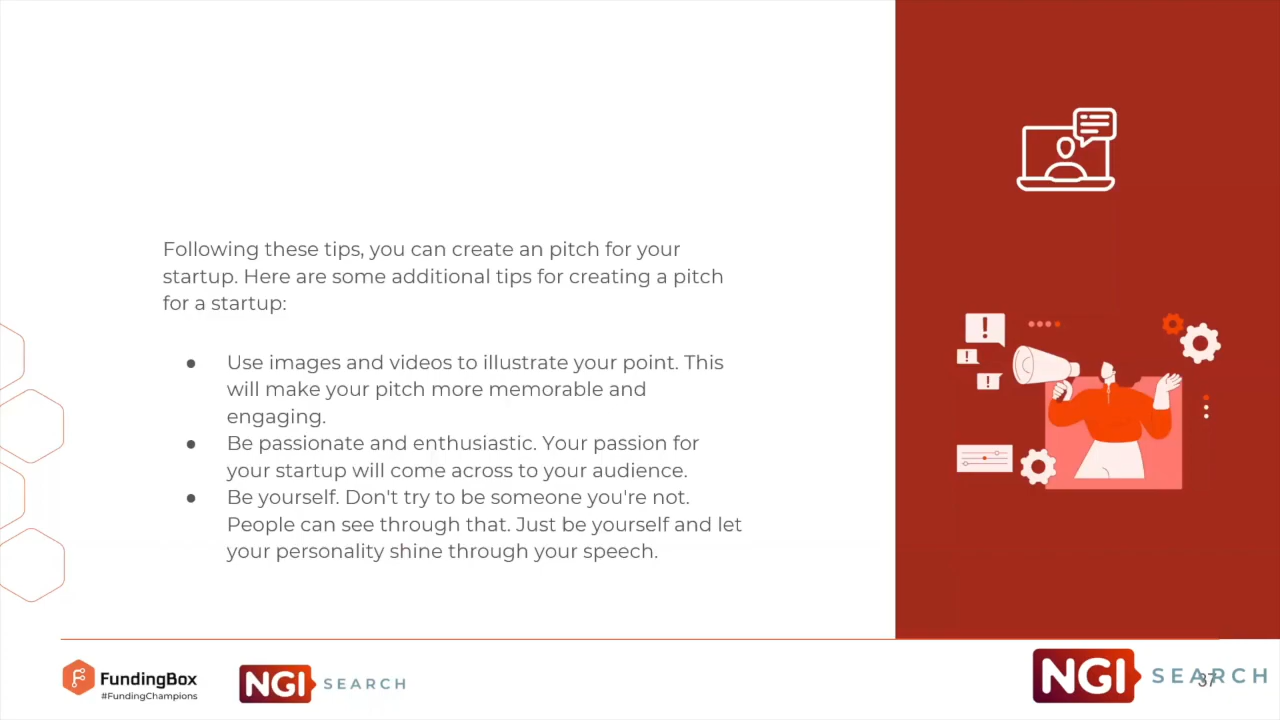 Following these tips, you can create an pitch for your
startup. Here are some additional tips for creating a pitch
for a startup:
● Use images and videos to illustrate your point. This
will make your pitch more memorable and
engaging.
● Be passionate and enthusiastic. Your passion for
your startup will come across to your audience.
● Be yourself. Don't try to be someone you're not.
People can see through that. Just be yourself and let
your personality shine through your speech.
FundingBox
#FundingChampions
NGI SEARCH
NGI SEARCH
37